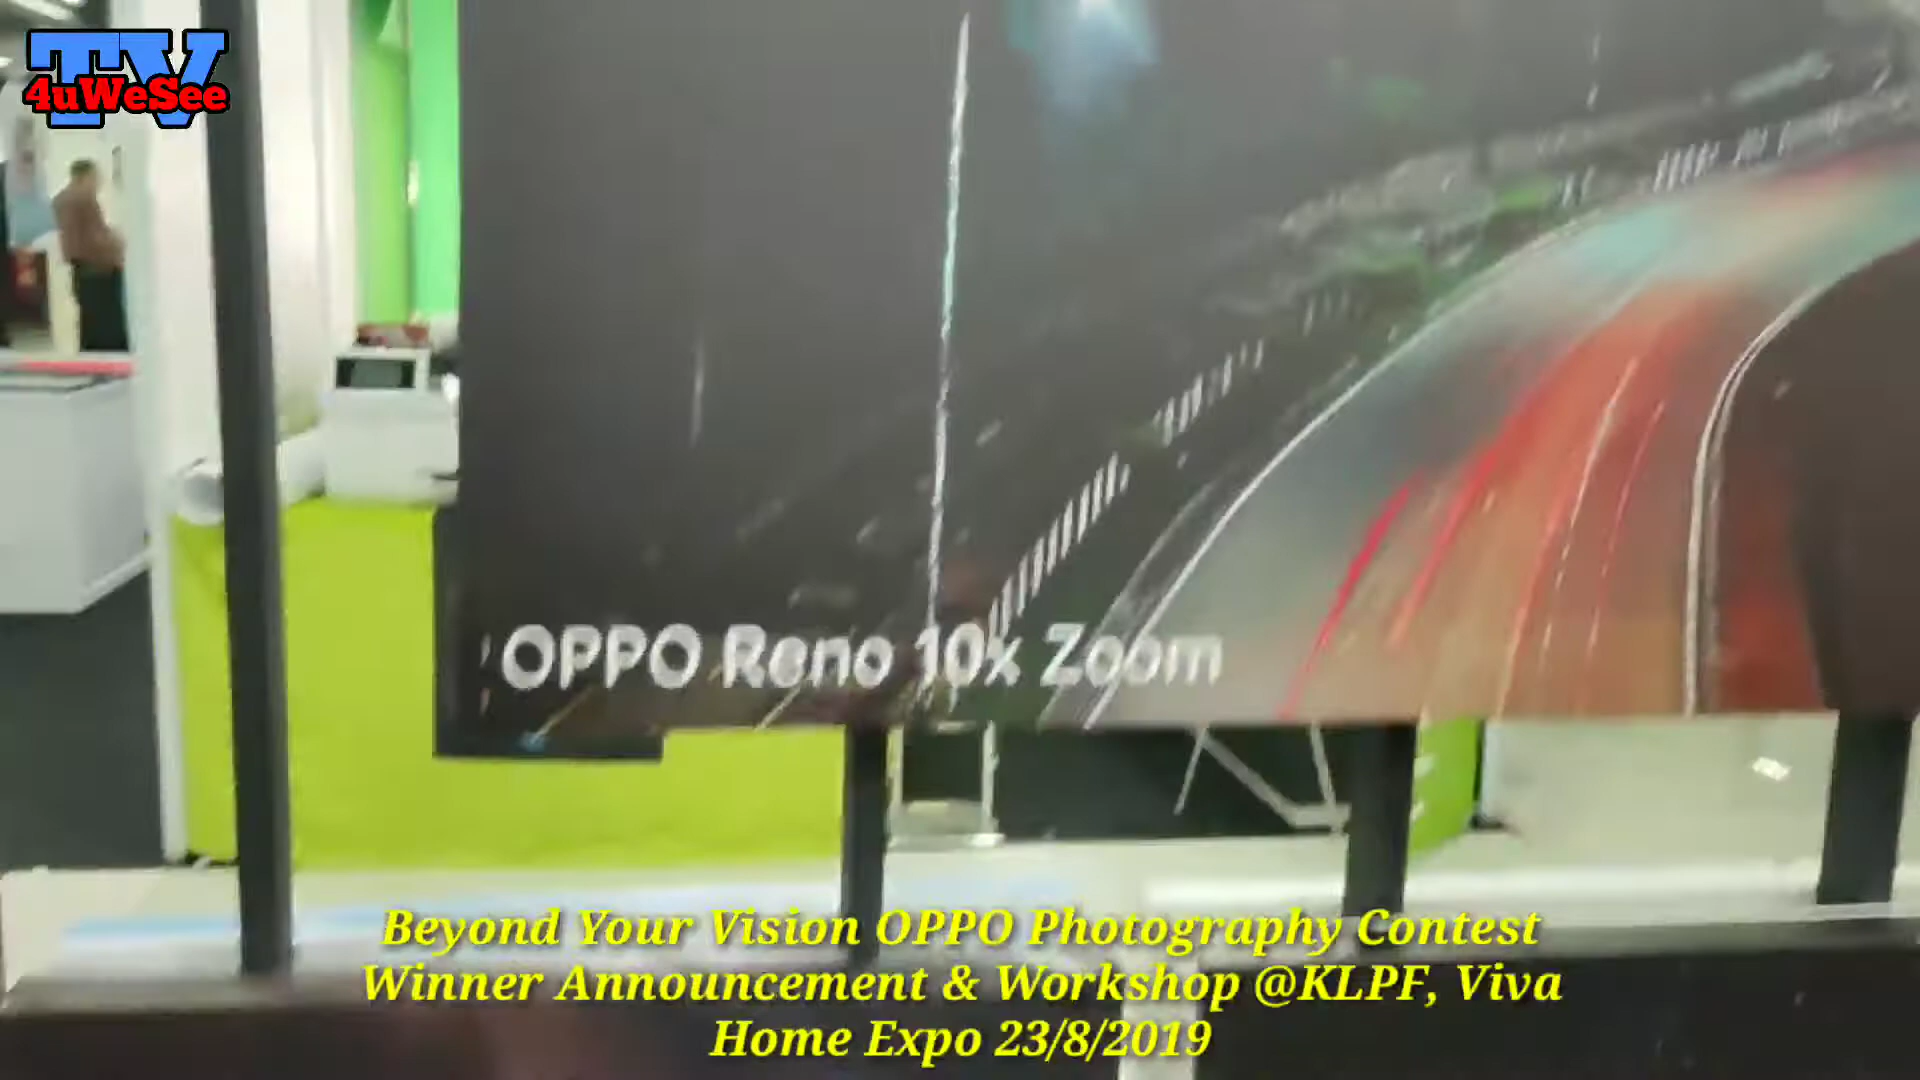 TV
4uWeSee
OPPO Reno 10x Zoom
Beyond Your Vision OPPO Photography Contest
Winner Announcement & Workshop @KLPF, Viva
Home Expo 23/8/2019